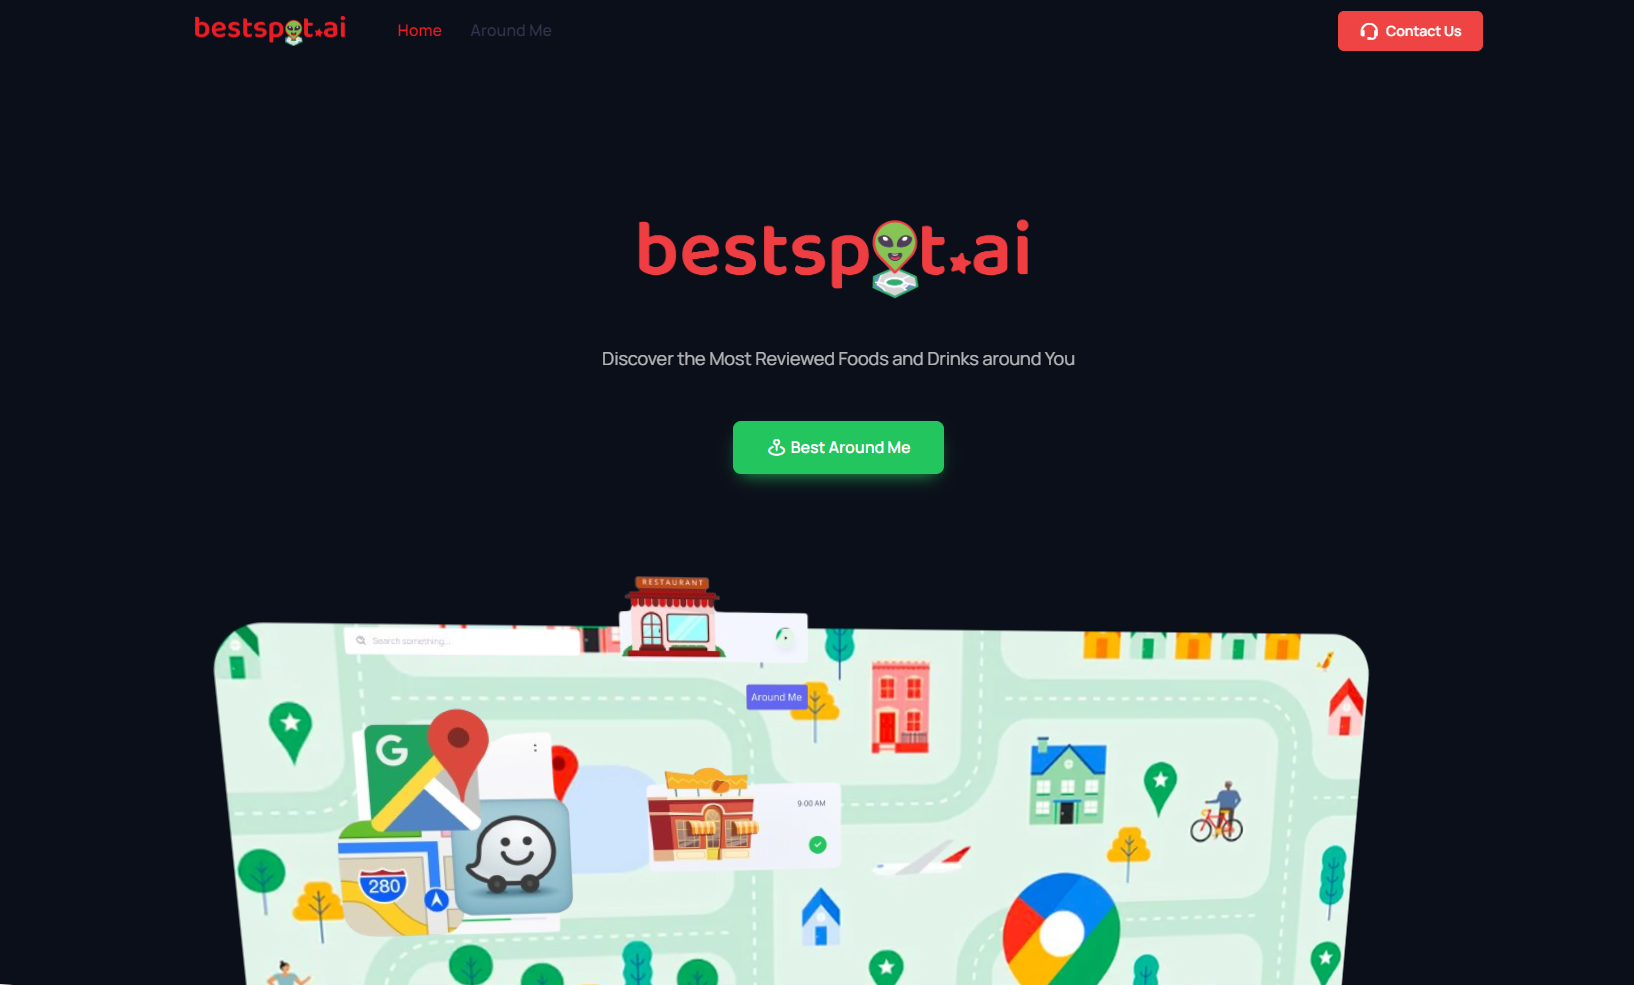 bestspot.ai
Home
Around Me
Contact Us
bestspot.ai
Discover the Most Reviewed Foods and Drinks around You
Best Around Me
RESTAURANT
Search something...
Around Me
G
9:00 AM
280